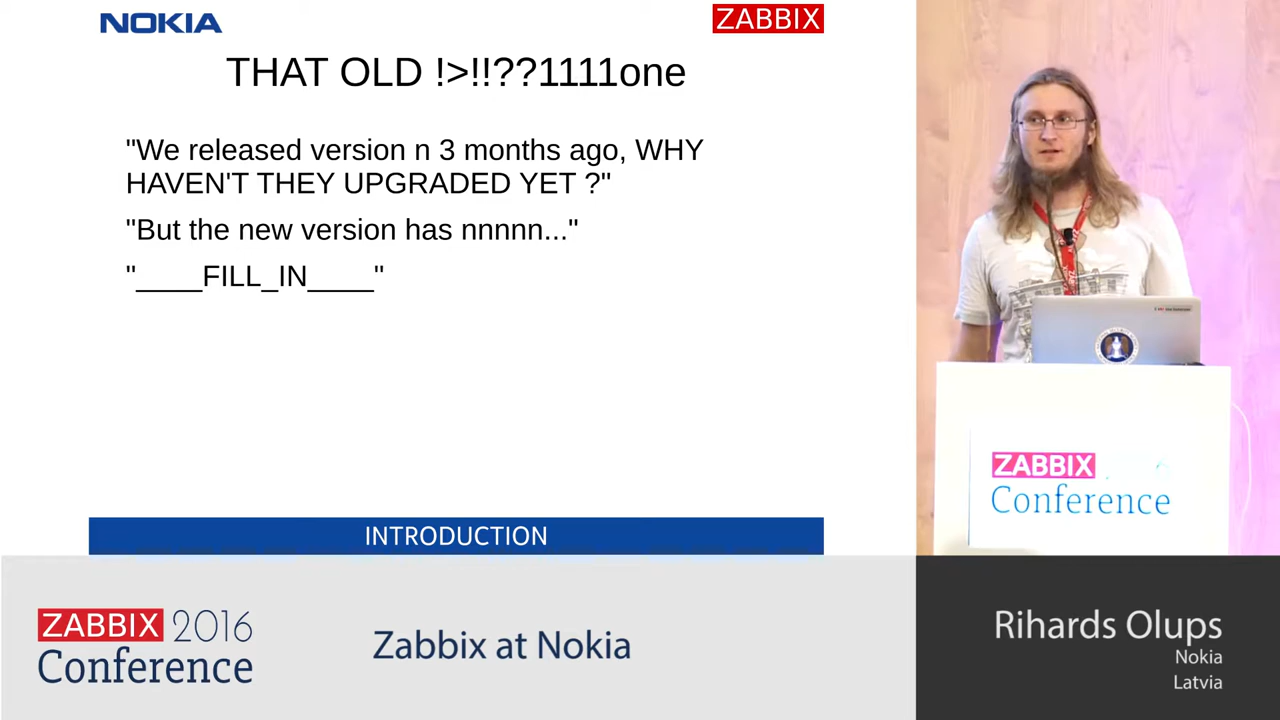 NOKIA
ZABBIX
THAT OLD !>!!??1111one
"We released version n 3 months ago, WHY
HAVEN'T THEY UPGRADED YET ?"
"But the new version has nnnnn..."
"____FILL_IN____"
INTRODUCTION
ZABBIX
Conference
ZABBIX 2016
Conference
Zabbix at Nokia
Rihards Olups
Nokia
Latvia